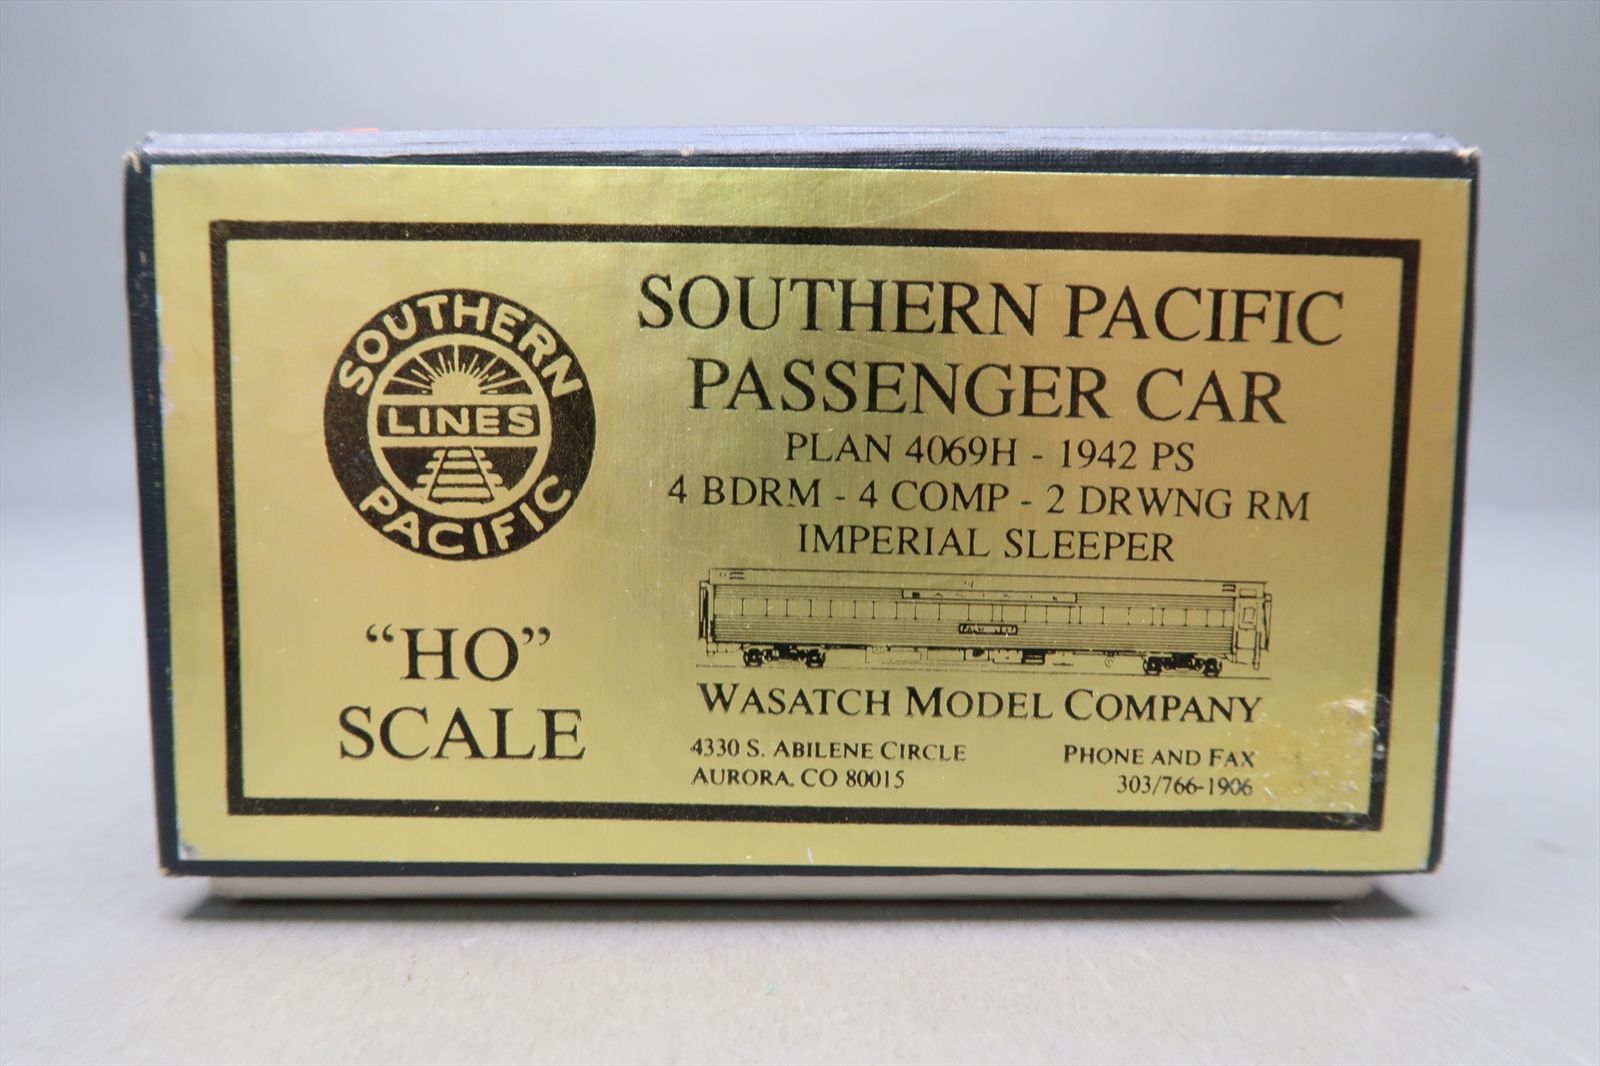 SOUTHERN
LINES
PACIFIC
"HO"
SCALE
SOUTHERN PACIFIC
PASSENGER CAR
PLAN 4069H - 1942 PS
4 BDRM - 4 COMP - 2 DRWNG RM
IMPERIAL SLEEPER
WASATCH MODEL COMPANY
4330 S. ABILENE CIRCLE
AURORA, CO 80015
PHONE AND FAX
303/766-1906